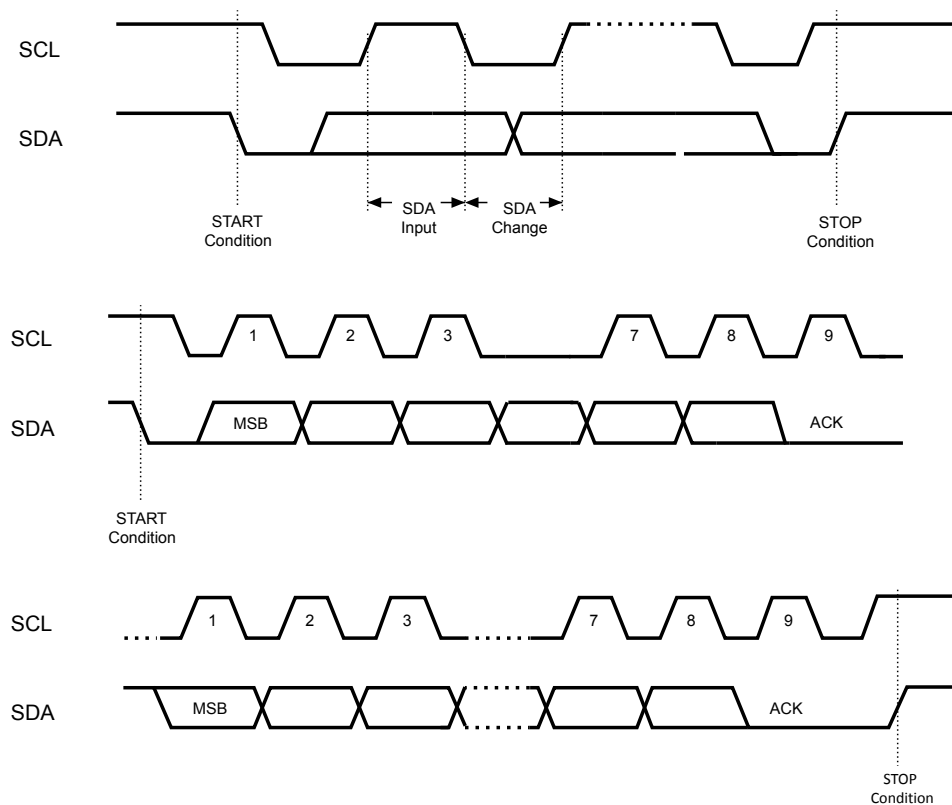 SCL
SDA
SDA
Input
SDA
Change
START
Condition
STOP
Condition
SCL
1
2
3
7
8
9
SDA
MSB
ACK
START
Condition
SCL
1
2
3
7
8
9
SDA
MSB
ACK
STOP
Condition